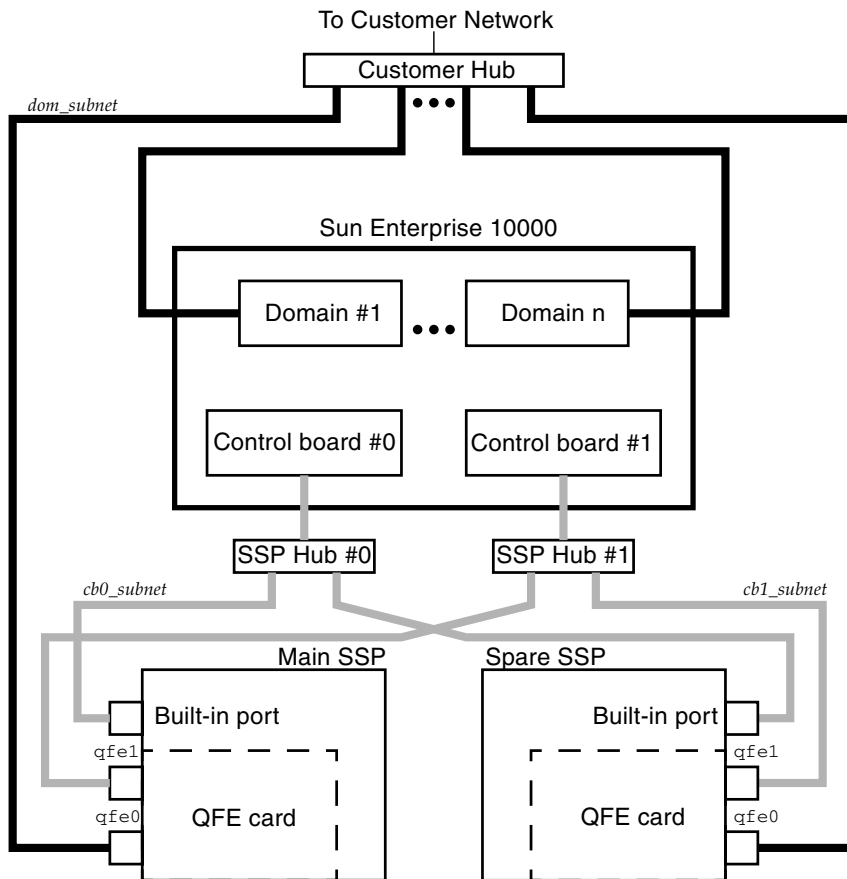 To Customer Network
Customer Hub
dom_subnet
Sun Enterprise 10000
Domain #1
Domain n
Control board #0
Control board #1
SSP Hub #0
SSP Hub #1
cb0_subnet
cb1_subnet
Main SSP
Spare SSP
Built-in port
Built-in port
qfe1
qfe1
QFE card
QFE card
qfe0
qfe0